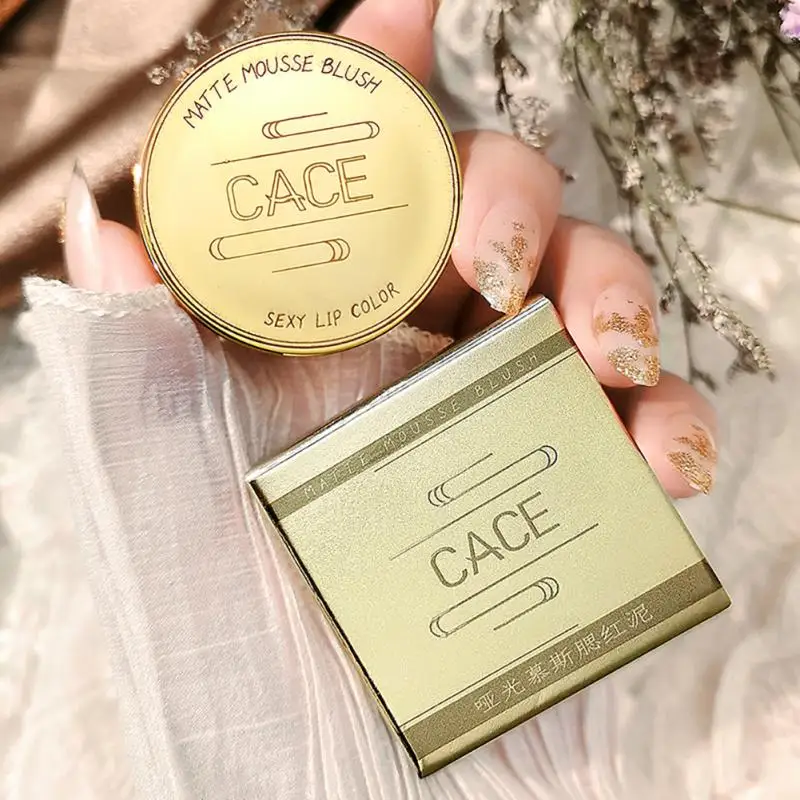 MATTE MOUSSE BLUSH
CACE
SEXY LIP COLOR
MATTE MOUSSE BLUSH
CACE
哑光慕斯腮红泥